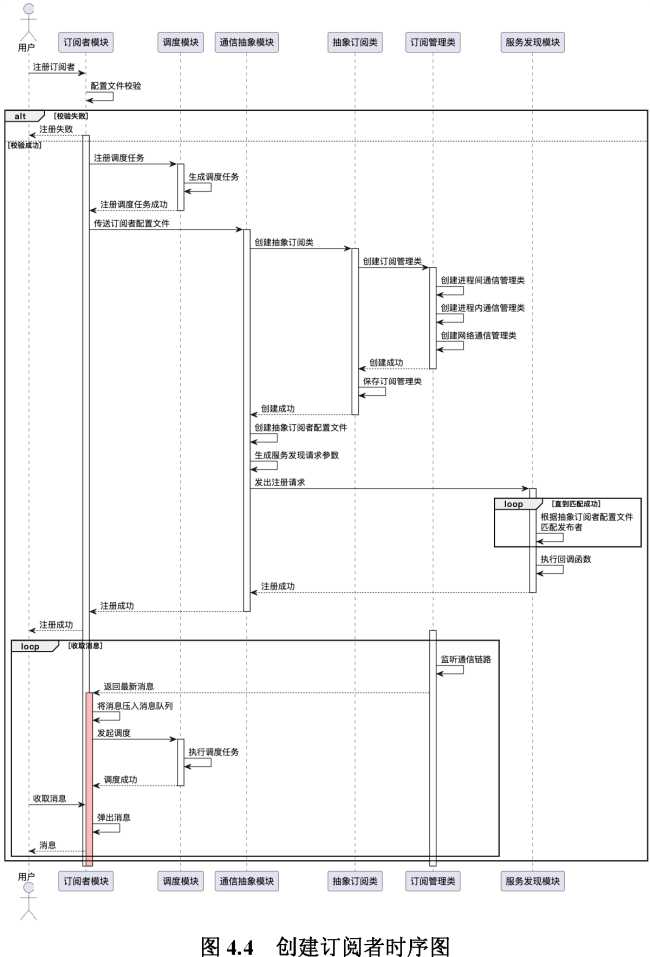 用户
订阅者模块
调度模块
通信抽象模块
抽象订阅类
订阅管理类
服务发现模块
注册订阅者
配置文件校验
alt
[校验失败]
注册失败
[校验成功]
注册调度任务
生成调度任务
注册调度任务成功
传送订阅者配置文件
创建抽象订阅类
创建订阅管理类
创建进程间通信管理类
创建进程内通信管理类
创建网络通信管理类
创建成功
保存订阅管理类
创建成功
创建抽象订阅者配置文件
生成服务发现请求参数
发出注册请求
loop
[直到匹配成功]
根据抽象订阅者配置文件
匹配发布者
执行回调函数
注册成功
注册成功
注册成功
loop
[收取消息]
监听通信链路
返回最新消息
将消息压入消息队列
发起调度
执行调度任务
调度成功
收取消息
弹出消息
消息
用户
订阅者模块
调度模块
通信抽象模块
抽象订阅类
订阅管理类
服务发现模块
图 4.4 创建订阅者时序图